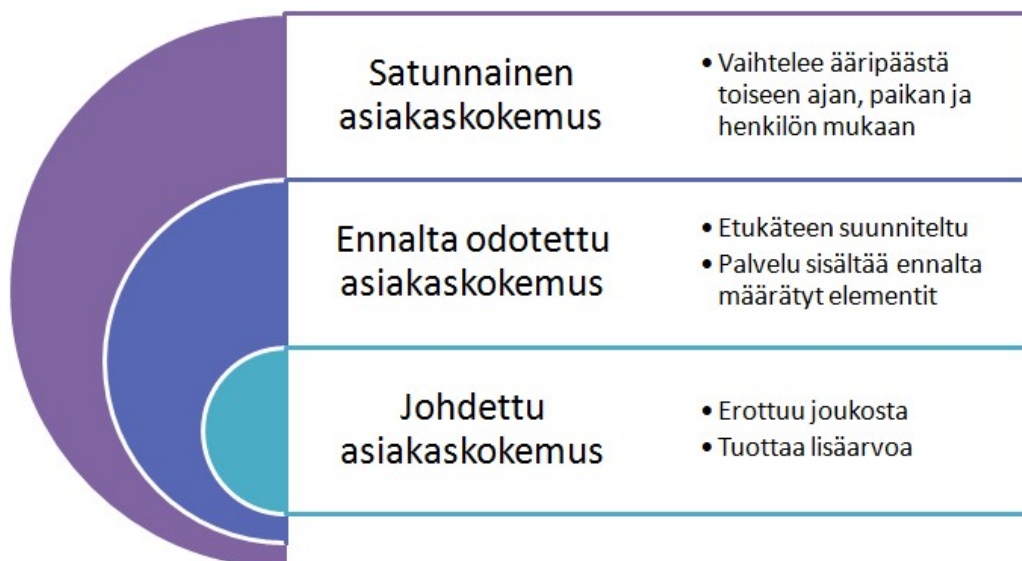 Satunnainen
asiakaskokemus
• Vaihtelee ääripäästä
toiseen ajan, paikan ja
henkilön mukaan
Ennalta odotettu
asiakaskokemus
• Etukäteen suunniteltu
• Palvelu sisältää ennalta
määrätyt elementit
Johdettu
asiakaskokemus
• Erottuu joukosta
• Tuottaa lisäarvoa